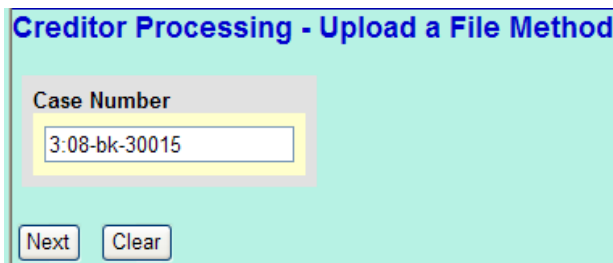 Creditor Processing - Upload a File Method
Case Number
3:08-bk-30015
Next Clear